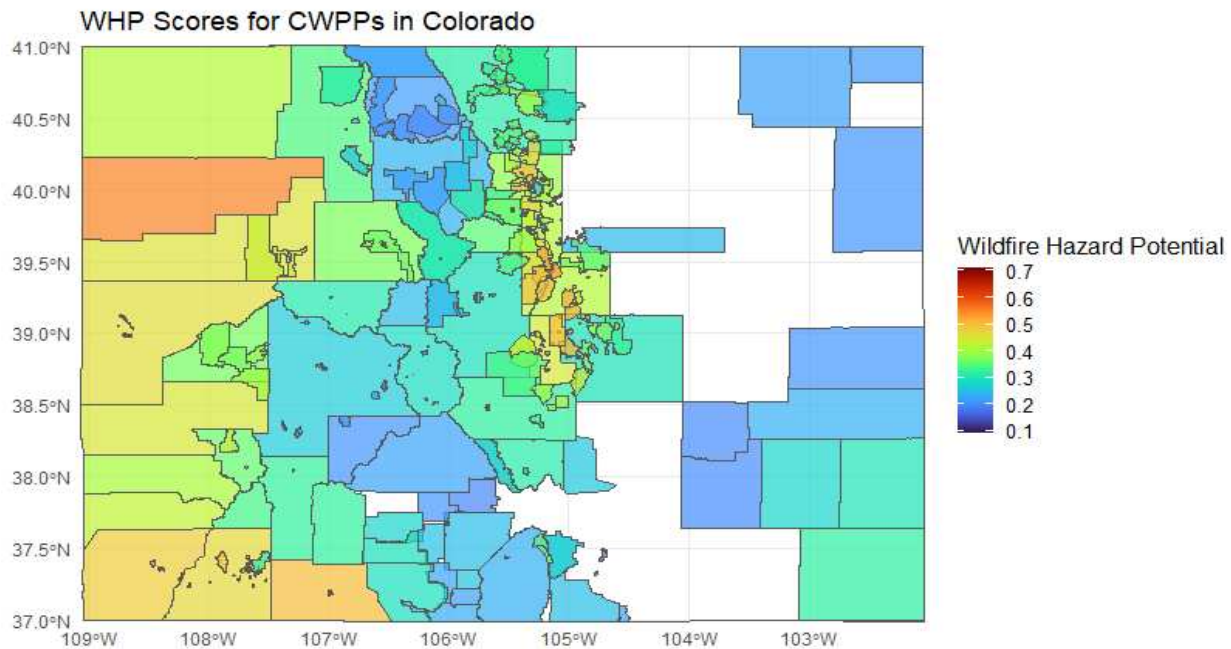 WHP Scores for CWPPs in Colorado
41.0°N
40.5°N
40.0°N
39.5°N
39.0°N
38.5°N
38.0°N
37.5°N
37.0°N
109°W 108°W 107°W 106°W 105°W 104°W 103°W
Wildfire Hazard Potential
0.7
0.6
0.5
0.4
0.3
0.2
0.1